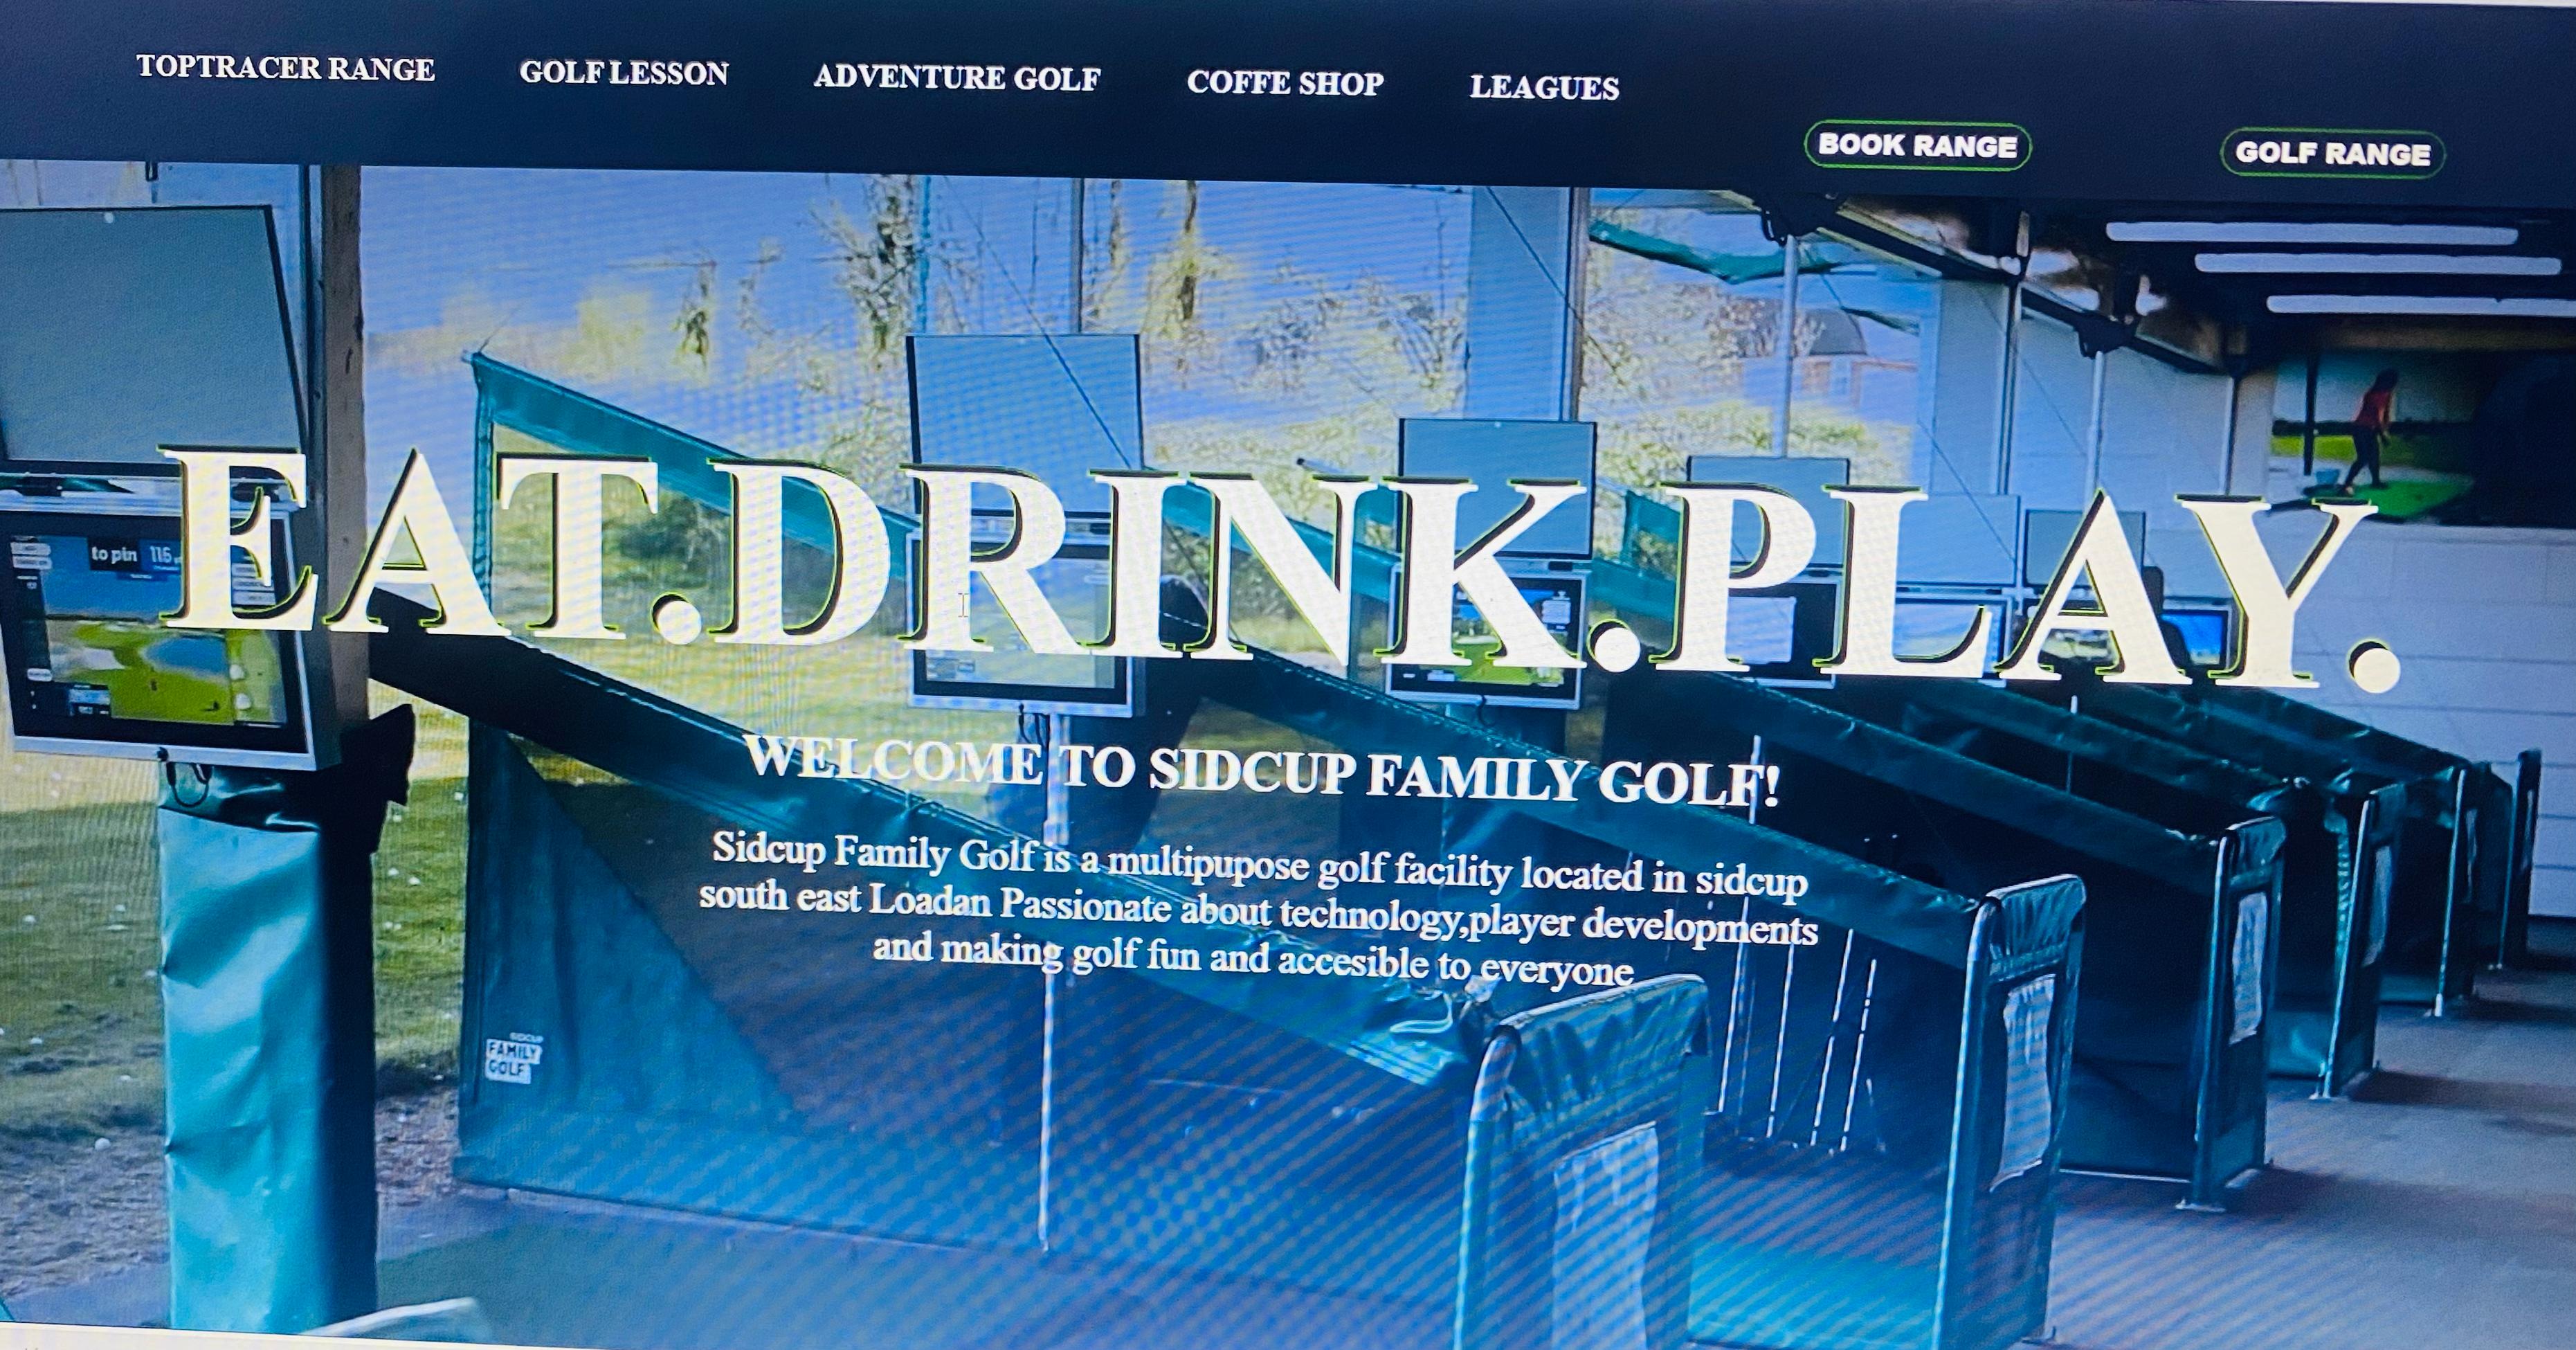 TOPTRACER RANGE
GOLF LESSON
ADVENTURE GOLF
COFFE SHOP
LEAGUES
BOOK RANGE
GOLF RANGE
to pin 115
EAT.DRINK.PLAY.
WELCOME TO SIDCUP FAMILY GOLF!
Sidcup Family Golf is a multipupose golf facility located in sidcup
south east Loadan Passionate about technology,player developments
and making golf fun and accesible to everyone
SIDCUP
FAMILY
GOLF